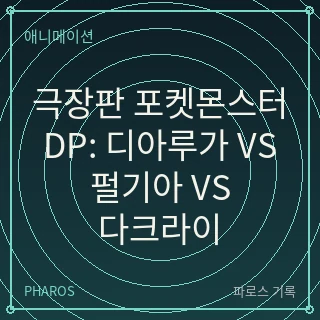 애니메이션
극장판 포켓몬스터
DP: 디아루가 VS
펄기아 VS
다크라이
PHAROS
파로스 기록